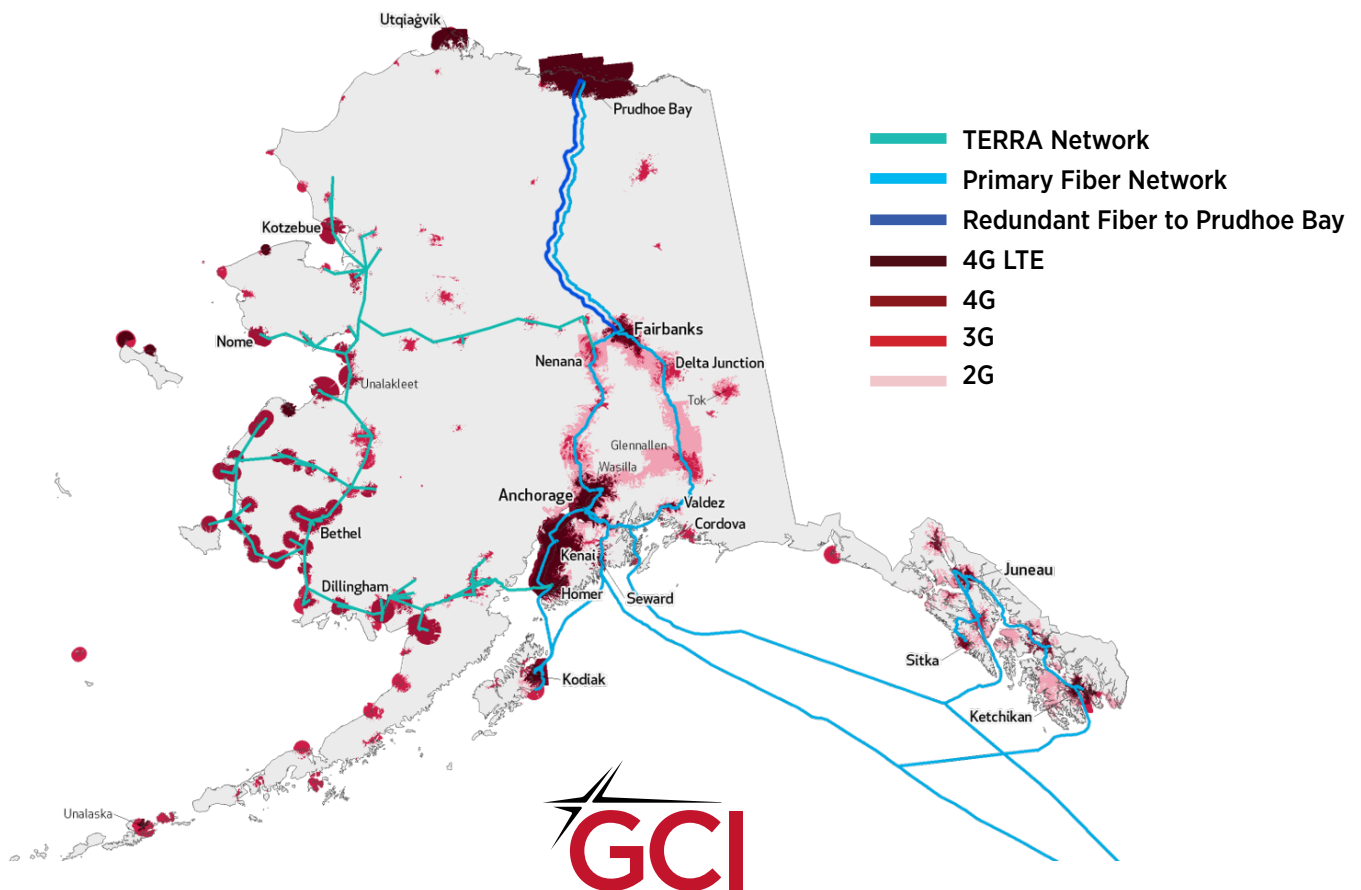 Utqiaġvik
Prudhoe Bay
TERRA Network
Primary Fiber Network
Redundant Fiber to Prudhoe Bay
4G LTE
4G
3G
2G
Kotzebue
Nome
Fairbanks
Nenana
Delta Junction
Unalakleet
Tok
Glennallen
Wasilla
Anchorage
Valdez
Cordova
Bethel
Kenai
Dillingham
Homer
Seward
Juneau
Sitka
Kodiak
Ketchikan
Unalaska
GCI